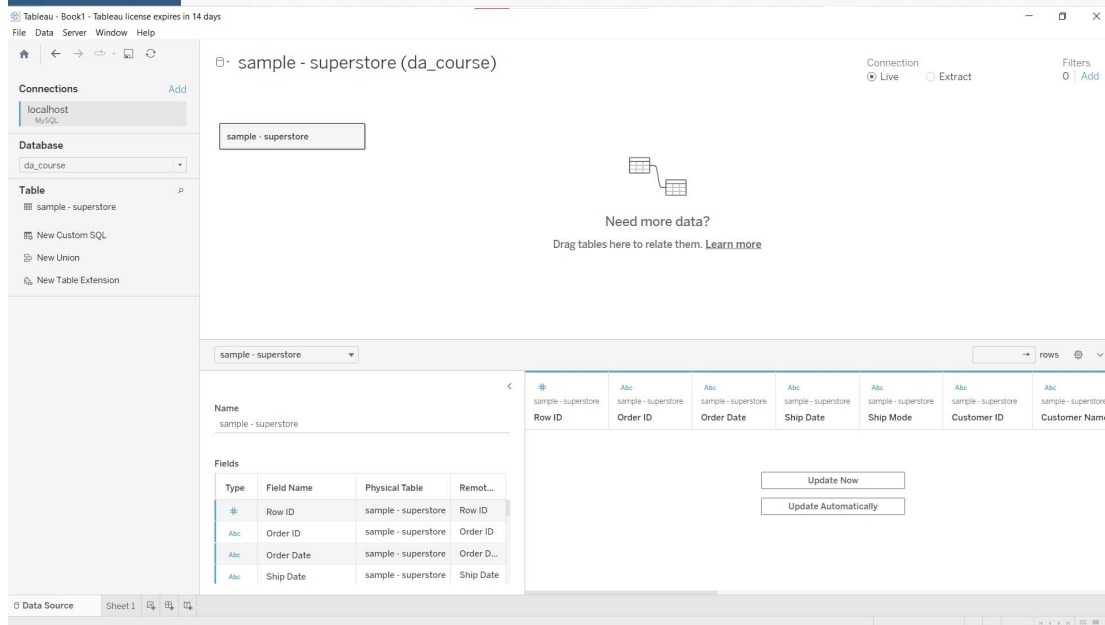 Tableau - Book1 - Tableau license expires in 14 days
File Data Server Window Help
sample - superstore (da_course)
Connection
Live Extract
Filters
0 Add
Connections Add
localhost
MySQL
Database
da_course
Table
sample - superstore
New Custom SQL
New Union
New Table Extension
sample - superstore
Need more data?
Drag tables here to relate them. Learn more
sample - superstore
rows
Name
sample - superstore
Fields
Type Field Name Physical Table Remot...
# Row ID sample - superstore Row ID
Abc Order ID sample - superstore Order ID
Abc Order Date sample - superstore Order D...
Abc Ship Date sample - superstore Ship Date
# Abc Abc Abc Abc Abc Abc
sample - superstore sample - superstore sample - superstore sample - superstore sample - superstore sample - superstore sample - superstore
Row ID Order ID Order Date Ship Date Ship Mode Customer ID Customer Name
Update Now
Update Automatically
Data Source Sheet 1